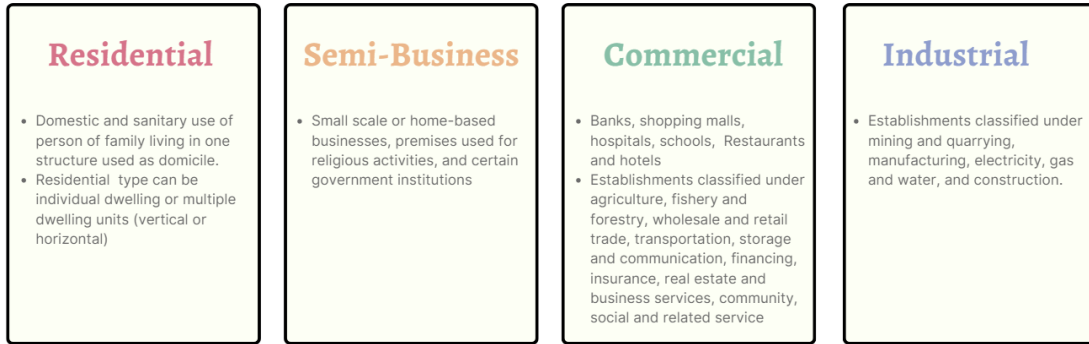 Residential
• Domestic and sanitary use of
person of family living in one
structure used as domicile.
• Residential type can be
individual dwelling or multiple
dwelling units (vertical or
horizontal)
Semi-Business
• Small scale or home-based
businesses, premises used for
religious activities, and certain
government institutions
Commercial
• Banks, shopping malls,
hospitals, schools, Restaurants
and hotels
• Establishments classified under
agriculture, fishery and
forestry, wholesale and retail
trade, transportation, storage
and communication, financing,
insurance, real estate and
business services, community,
social and related service
Industrial
• Establishments classified under
mining and quarrying,
manufacturing, electricity, gas
and water, and construction.